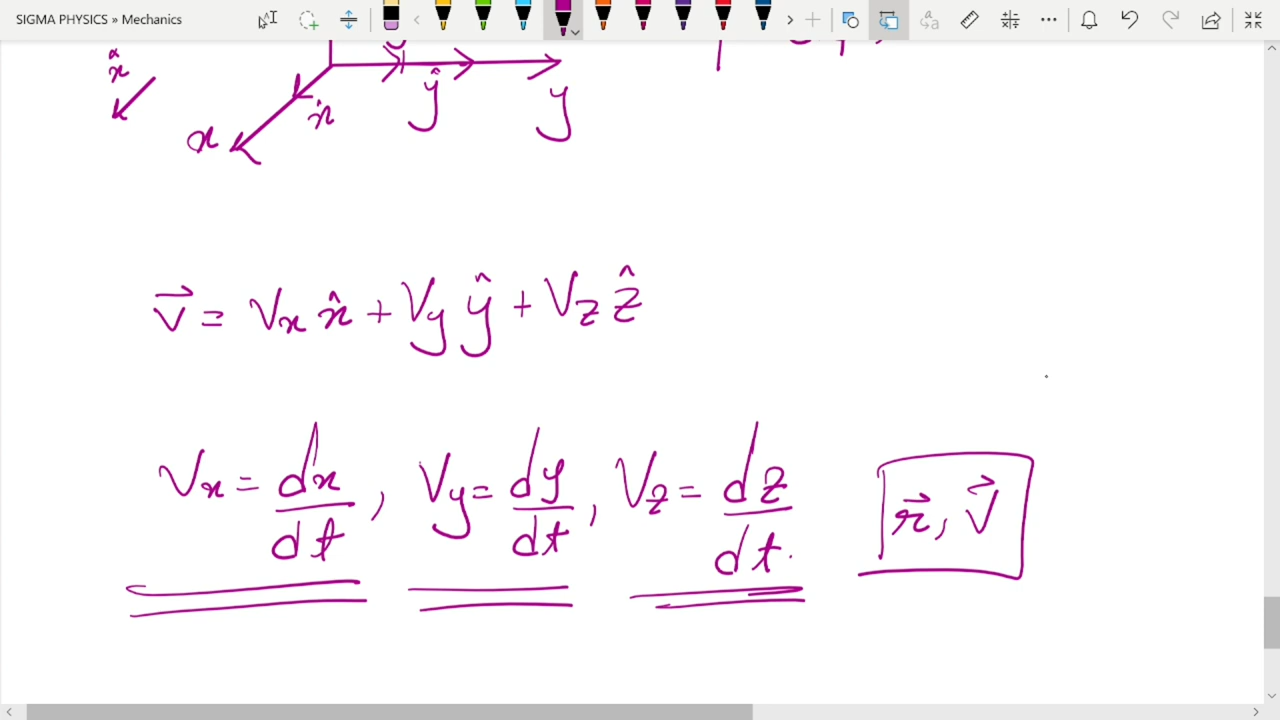 SIGMA PHYSICS » Mechanics
x̂
ŷ
x̂
y
x
v⃗ = Vx x̂ + Vy ŷ + Vz ẑ
Vx = dx/dt, Vy = dy/dt, Vz = dz/dt.
r⃗, V⃗